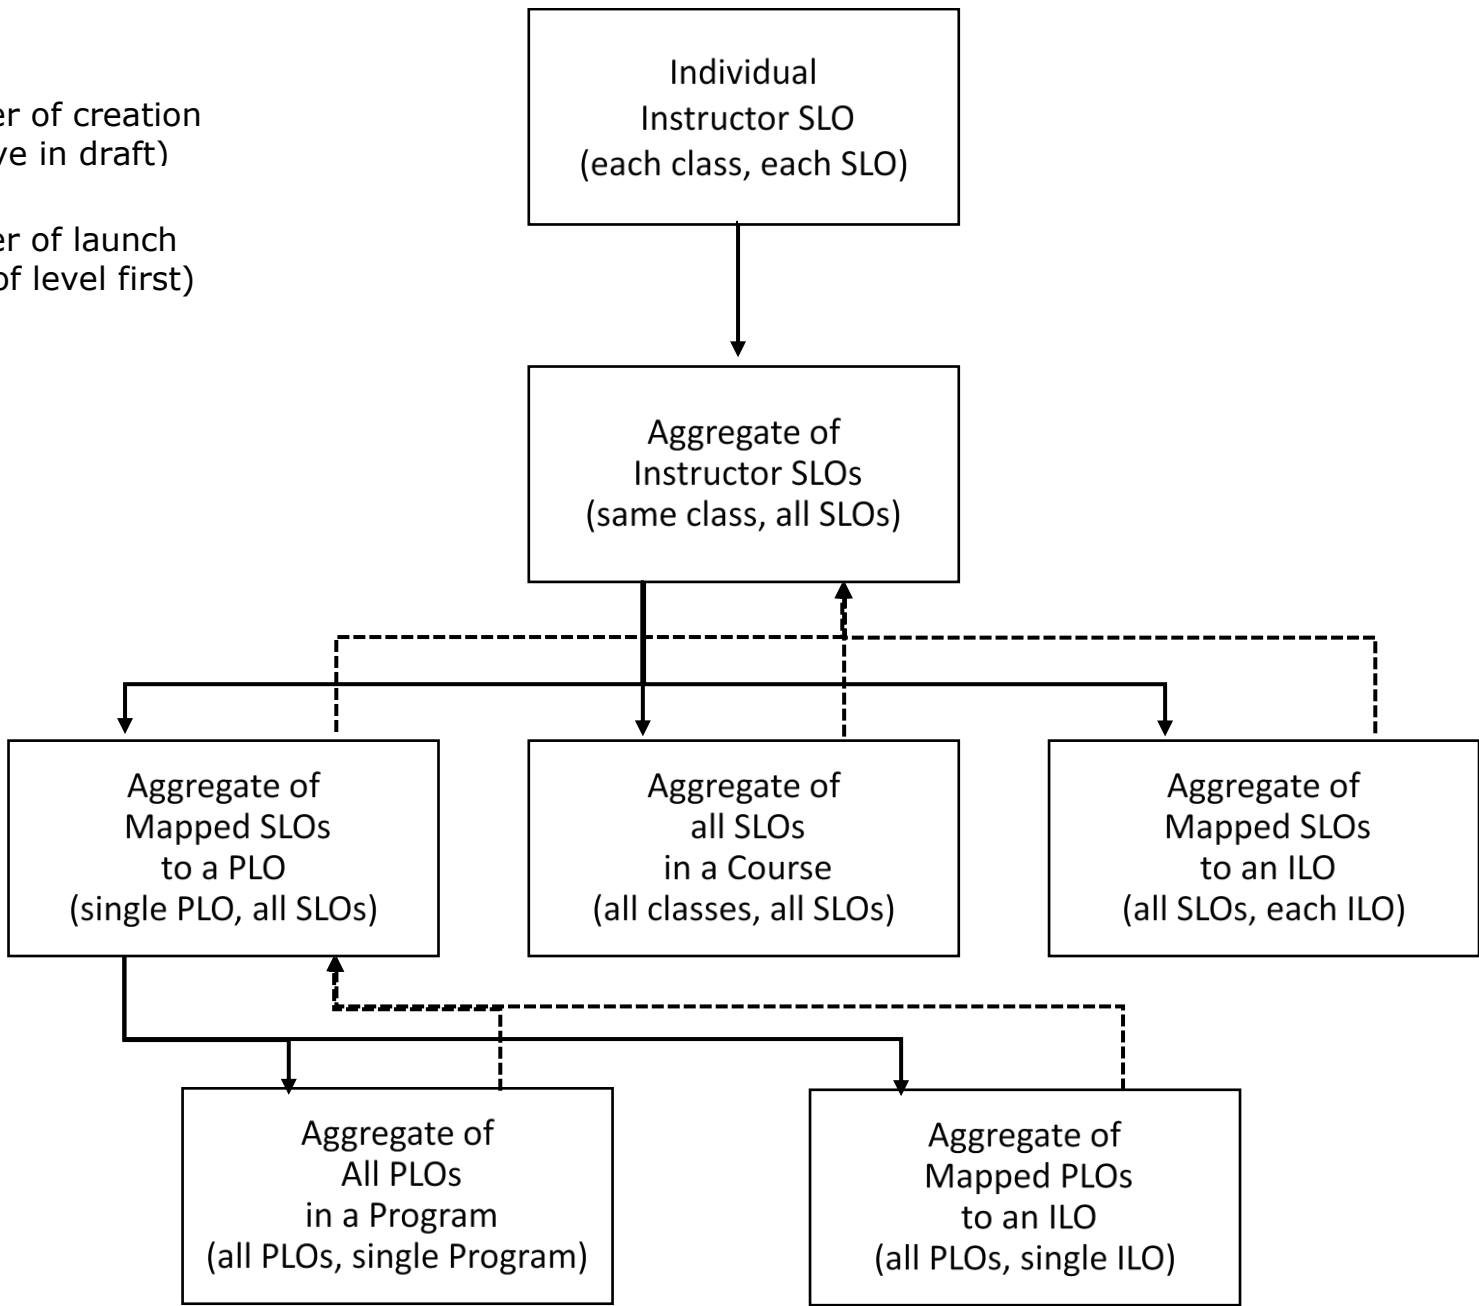 er of creation
ve in draft)
er of launch
of level first)
Individual
Instructor SLO
(each class, each SLO)
Aggregate of
Instructor SLOs
(same class, all SLOs)
Aggregate of
Mapped SLOs
to a PLO
(single PLO, all SLOs)
Aggregate of
all SLOs
in a Course
(all classes, all SLOs)
Aggregate of
Mapped SLOs
to an ILO
(all SLOs, each ILO)
Aggregate of
All PLOs
in a Program
(all PLOs, single Program)
Aggregate of
Mapped PLOs
to an ILO
(all PLOs, single ILO)